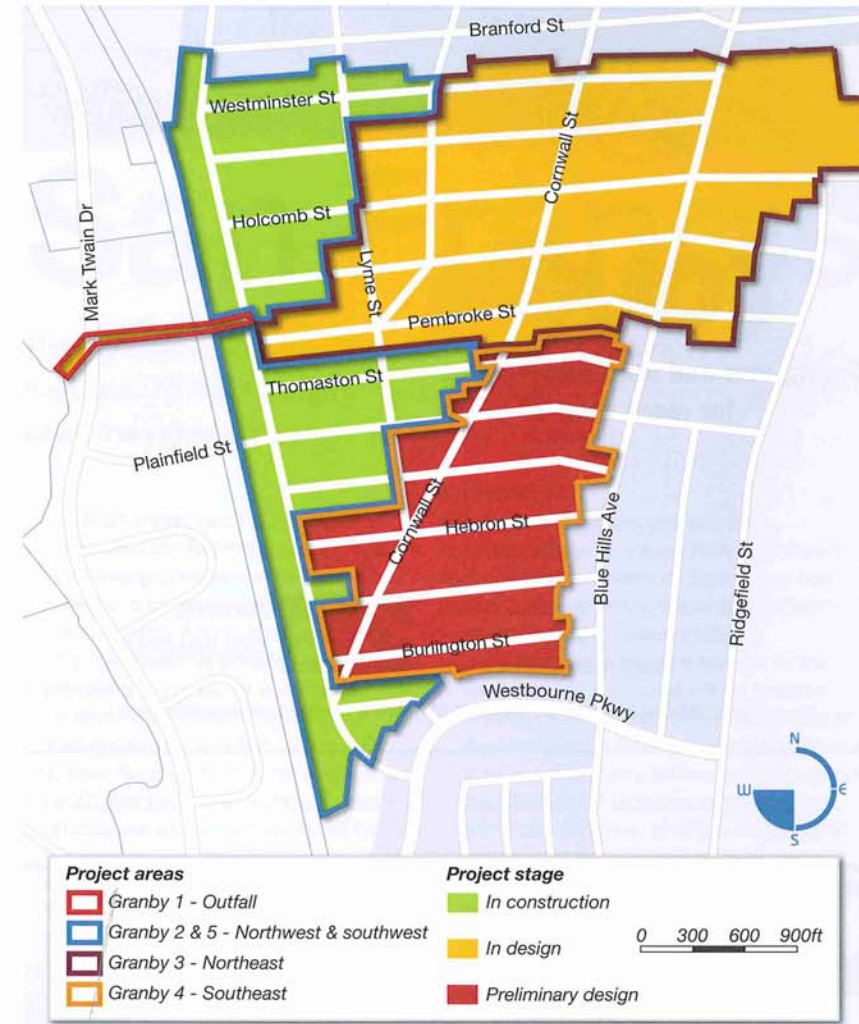 Branford St
Westminster St
Cornwall St
Holcomb St
Mark Twain Dr
Lyme St
Pembroke St
Thomaston St
Plainfield St
Cornwall St
Hebron St
Blue Hills Ave
Ridgefield St
Burlington St
Westbourne Pkwy
N
W
E
S
Project areas
Granby 1 - Outfall
Granby 2 & 5 - Northwest & southwest
Granby 3 - Northeast
Granby 4 - Southeast
Project stage
In construction
In design
Preliminary design
0 300 600 900ft